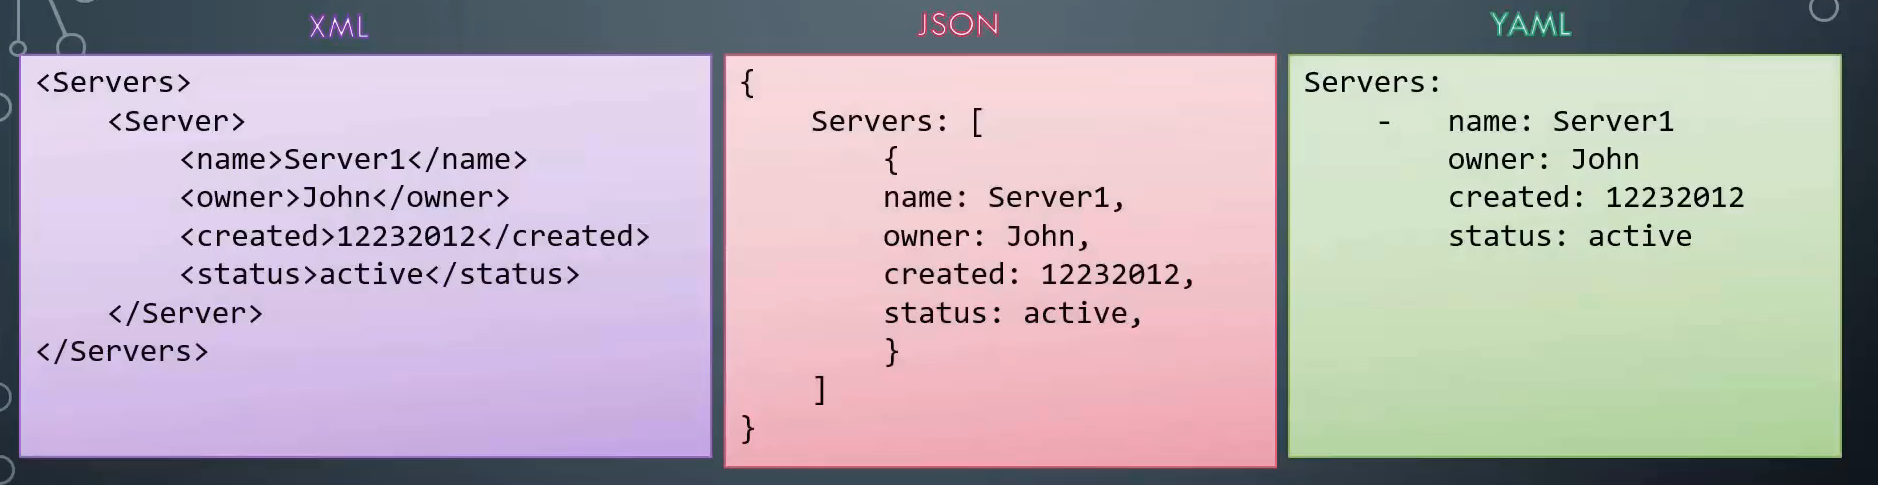 XML
<Servers>
<Server>
<name>Server1</name>
<owner>John</owner>
<created>12232012</created>
<status>active</status>
</Server>
</Servers>
JSON
{
Servers: [
{
name: Server1,
owner: John,
created: 12232012,
status: active,
}
]
}
YAML
Servers:
- name: Server1
owner: John
created: 12232012
status: active